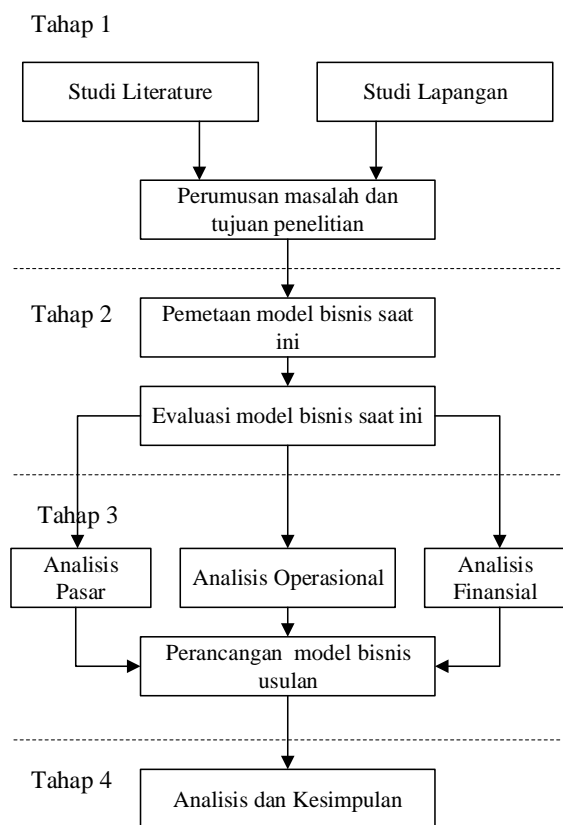 Tahap 1
Studi Literature
Studi Lapangan
Perumusan masalah dan
tujuan penelitian
Tahap 2
Pemetaan model bisnis saat
ini
Evaluasi model bisnis saat ini
Tahap 3
Analisis
Pasar
Analisis Operasional
Analisis
Finansial
Perancangan model bisnis
usulan
Tahap 4
Analisis dan Kesimpulan